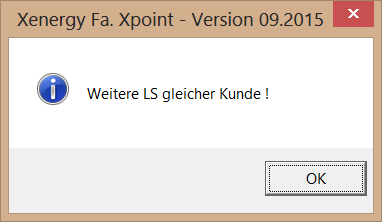 Xenergy Fa. Xpoint - Version 09.2015
Weitere LS gleicher Kunde !
OK